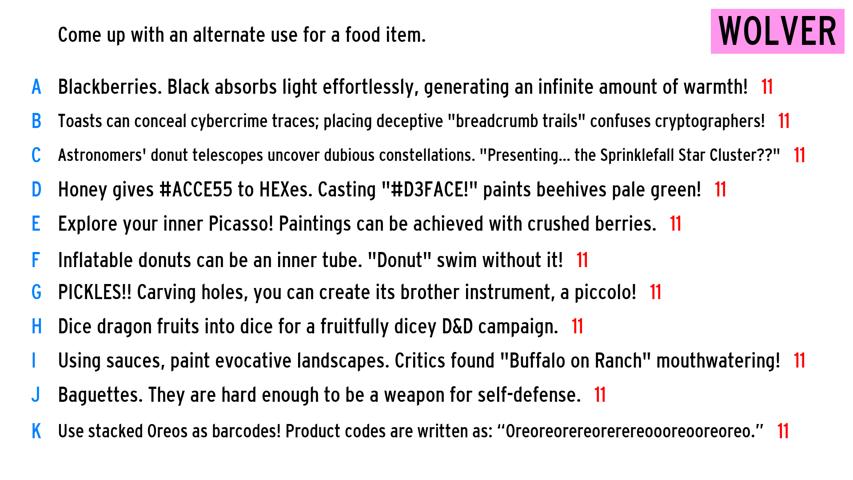 Come up with an alternate use for a food item.
WOLVER
A Blackberries. Black absorbs light effortlessly, generating an infinite amount of warmth! 11
B Toasts can conceal cybercrime traces; placing deceptive "breadcrumb trails" confuses cryptographers! 11
C Astronomers' donut telescopes uncover dubious constellations. "Presenting... the Sprinklefall Star Cluster??" 11
D Honey gives #ACCE55 to HEXes. Casting "#D3FACE!" paints beehives pale green! 11
E Explore your inner Picasso! Paintings can be achieved with crushed berries. 11
F Inflatable donuts can be an inner tube. "Donut" swim without it! 11
G PICKLES!! Carving holes, you can create its brother instrument, a piccolo! 11
H Dice dragon fruits into dice for a fruitfully dicey D&D campaign. 11
I Using sauces, paint evocative landscapes. Critics found "Buffalo on Ranch" mouthwatering! 11
J Baguettes. They are hard enough to be a weapon for self-defense. 11
K Use stacked Oreos as barcodes! Product codes are written as: “Oreoreorereorerereoooreooreoreo.” 11